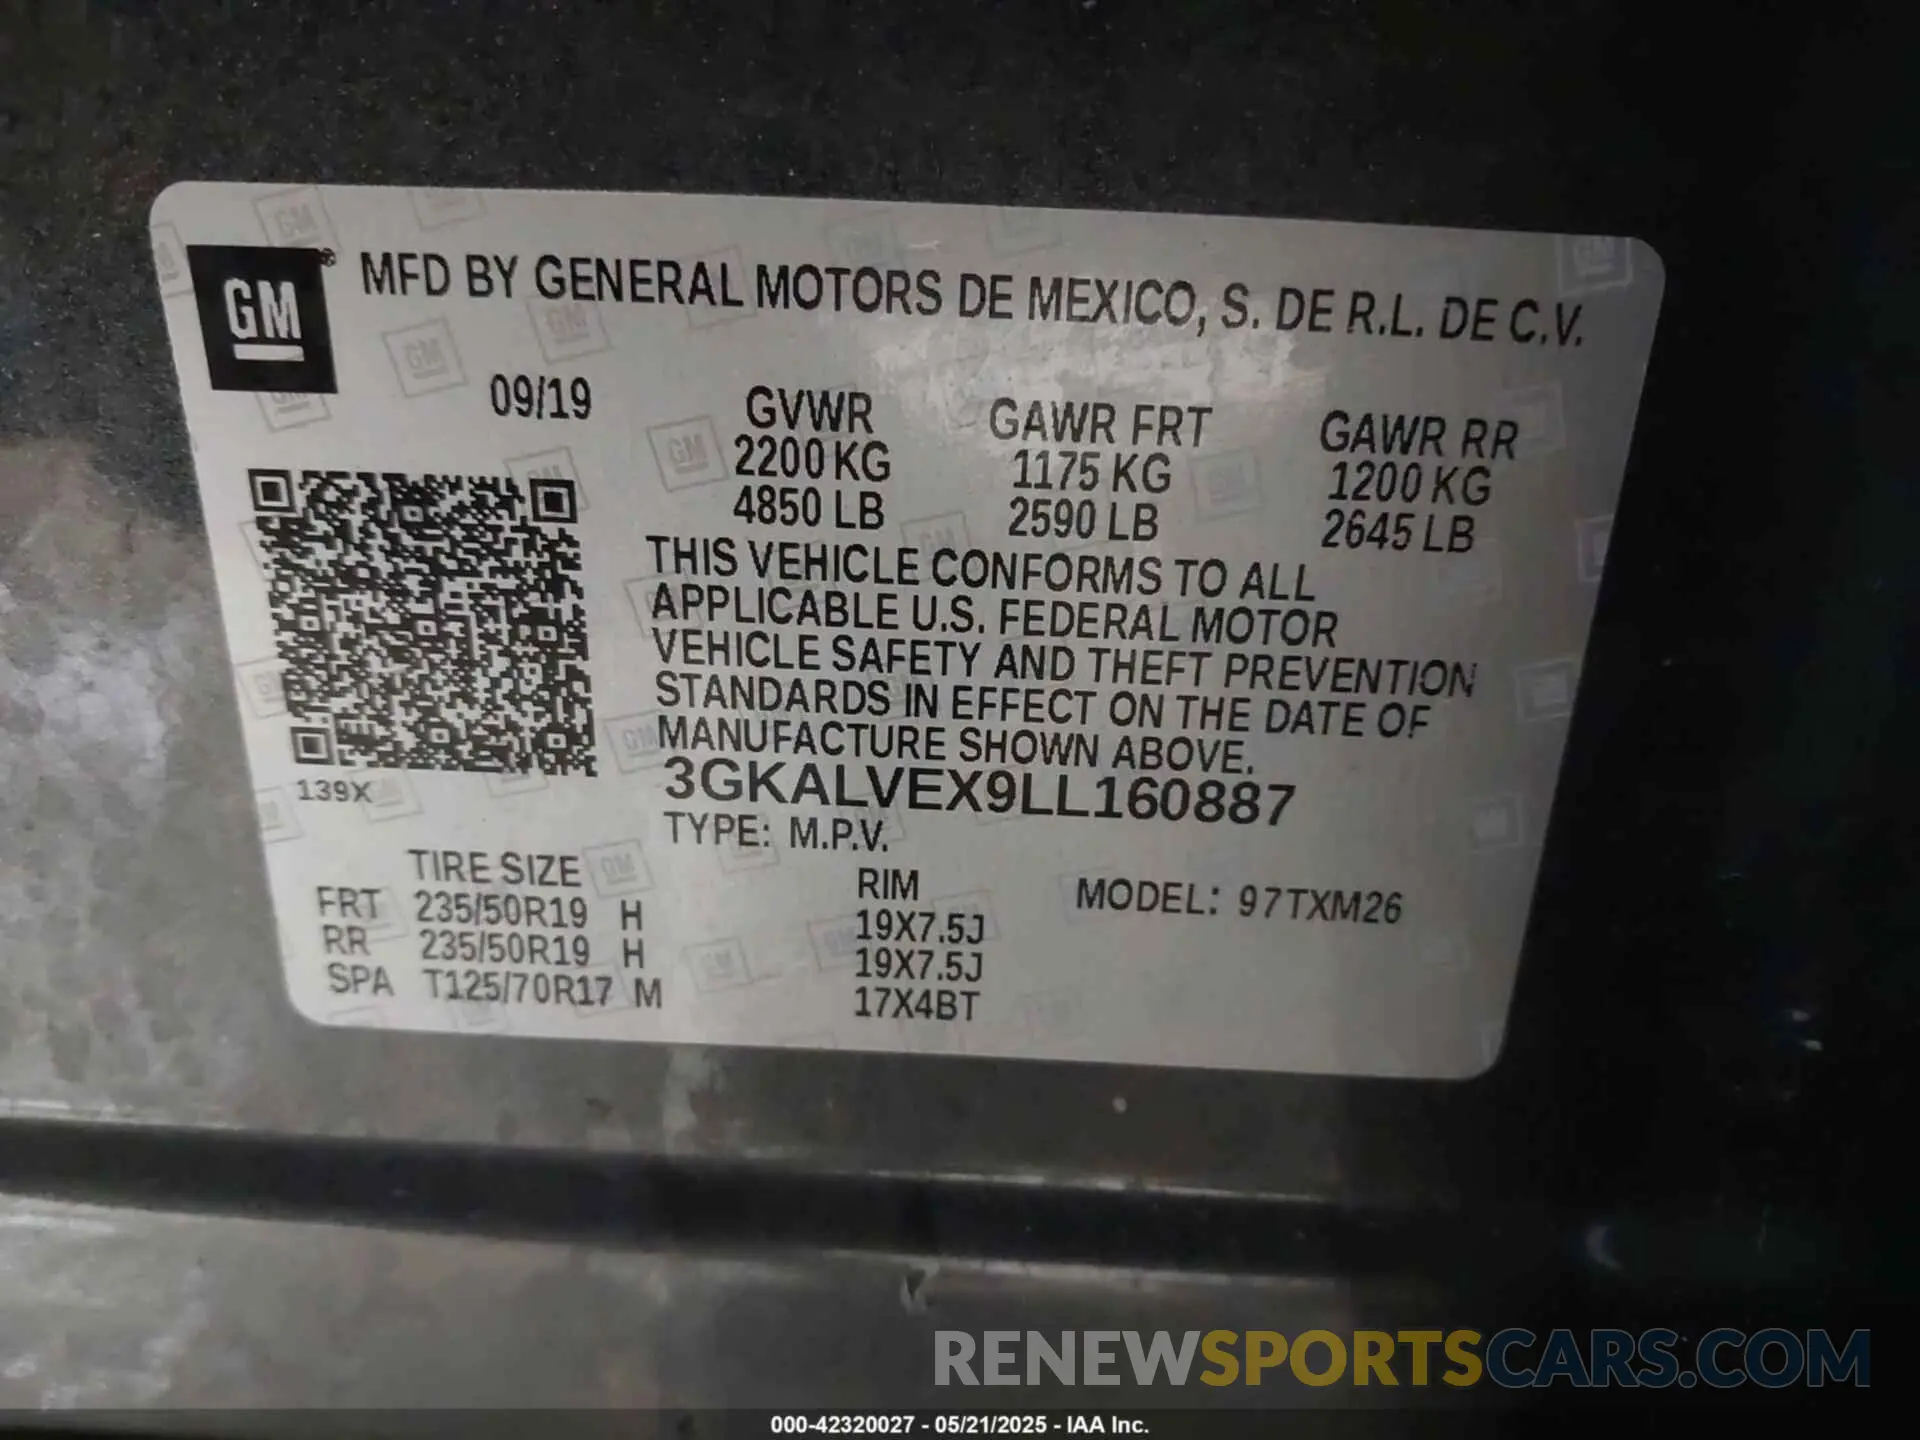 GM®
MFD BY GENERAL MOTORS DE MEXICO, S. DE R.L. DE C.V.
09/19
GVWR GAWR FRT GAWR RR
2200 KG 1175 KG 1200 KG
4850 LB 2590 LB 2645 LB
THIS VEHICLE CONFORMS TO ALL
APPLICABLE U.S. FEDERAL MOTOR
VEHICLE SAFETY AND THEFT PREVENTION
STANDARDS IN EFFECT ON THE DATE OF
MANUFACTURE SHOWN ABOVE.
139X
3GKALVEX9LL160887
TYPE: M.P.V.
TIRE SIZE RIM MODEL: 97TXM26
FRT 235/50R19 H 19X7.5J
RR 235/50R19 H 19X7.5J
SPA T125/70R17 M 17X4BT
RENEWSPORTSCARS.COM
000-42320027 - 05/21/2025 - IAA Inc.